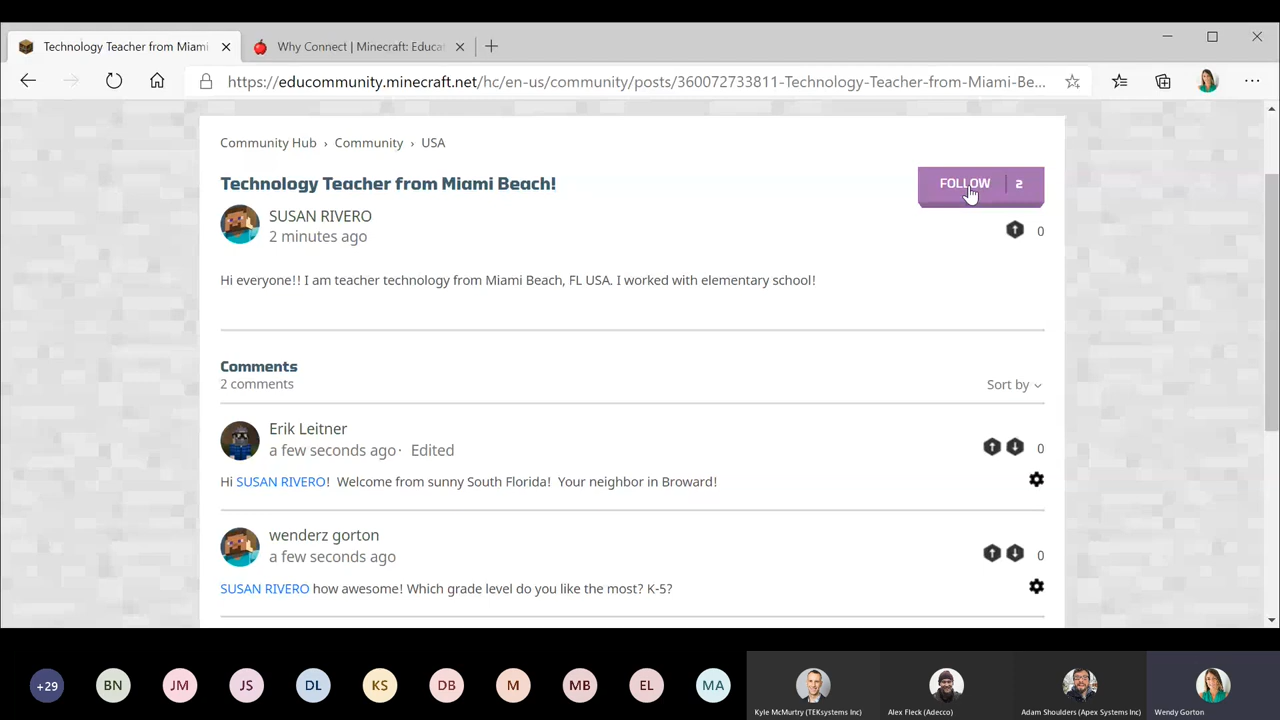 Technology Teacher from Miami
Why Connect | Minecraft: Educat
https://educommunity.minecraft.net/hc/en-us/community/posts/360072733811-Technology-Teacher-from-Miami-Be...
Community Hub › Community › USA
Technology Teacher from Miami Beach!
FOLLOW 2
SUSAN RIVERO
2 minutes ago
0
Hi everyone!! I am teacher technology from Miami Beach, FL USA. I worked with elementary school!
Comments
2 comments
Sort by
Erik Leitner
a few seconds ago · Edited
0
Hi SUSAN RIVERO! Welcome from sunny South Florida! Your neighbor in Broward!
wenderz gorton
a few seconds ago
0
SUSAN RIVERO how awesome! Which grade level do you like the most? K-5?
+29 BN JM JS DL KS DB M MB EL MA
Kyle McMurtry (TEKsystems Inc) Alex Fleck (Adecco) Adam Shoulders (Apex Systems Inc) Wendy Gorton